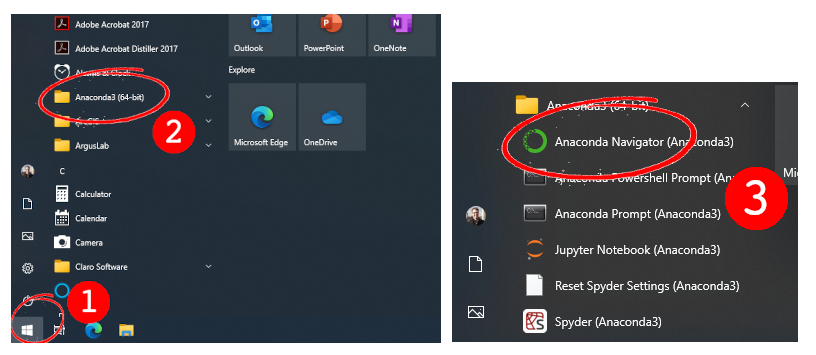 Adobe Acrobat 2017
Adobe Acrobat Distiller 2017
Alarms & Clock
Anaconda3 (64-bit)
ArcGIS
ArgusLab
C
Calculator
Calendar
Camera
Claro Software
Outlook
PowerPoint
OneNote
Explore
Microsoft Edge
OneDrive
2
1
Anaconda3 (64-bit)
Anaconda Navigator (Anaconda3)
Anaconda Powershell Prompt (An
Anaconda Prompt (Anaconda3)
Jupyter Notebook (Anaconda3)
Reset Spyder Settings (Anaconda3)
Spyder (Anaconda3)
Mi
3